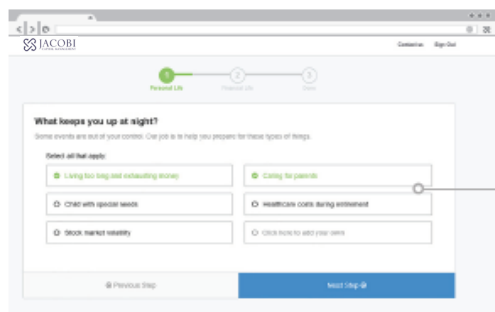 JACOBI
Contact us Sign Out
1 2 3
Personal Life Financial Life
What keeps you up at night?
Some events are out of your control. Our job is to help you prepare for these types of things.
Select all that apply:
Living too long and exhausting money
Caring for parents
Child with special needs
Healthcare costs during retirement
Stock market volatility
Click here to add your own
Previous Step
Next Step